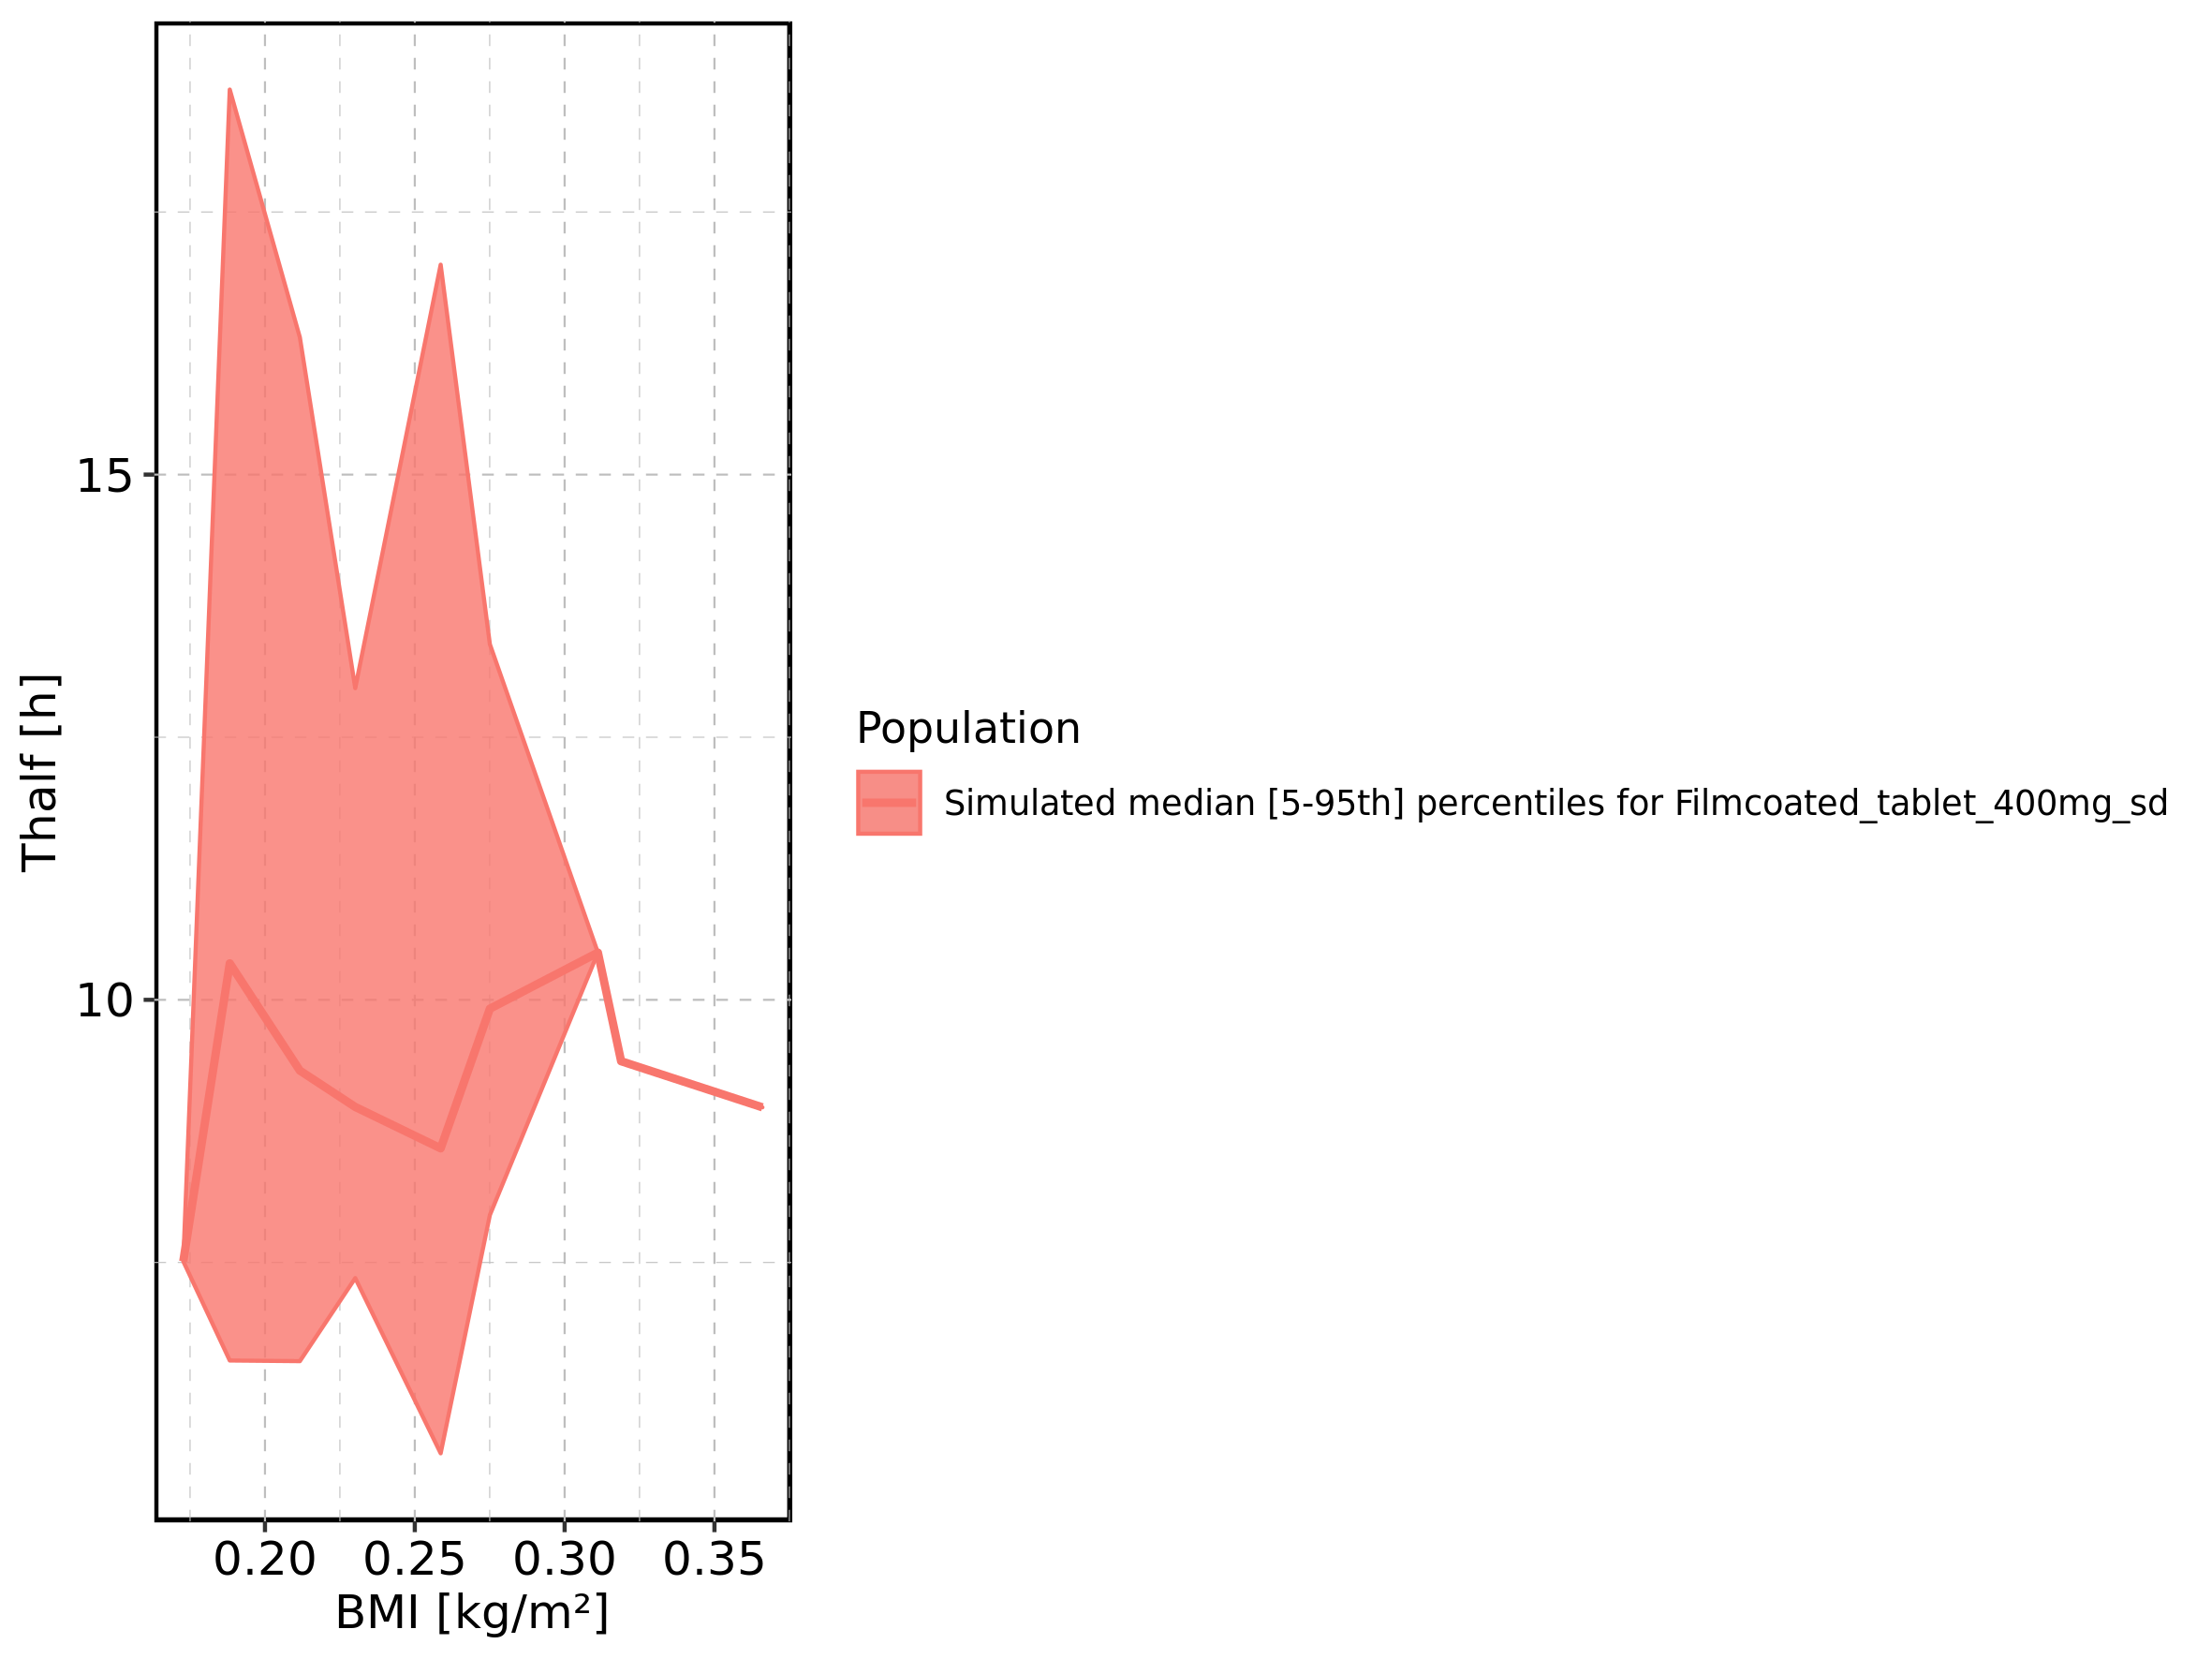 15
10
Thalf [h]
0.20 0.25 0.30 0.35
BMI [kg/m²]
Population
Simulated median [5-95th] percentiles for Filmcoated_tablet_400mg_sd